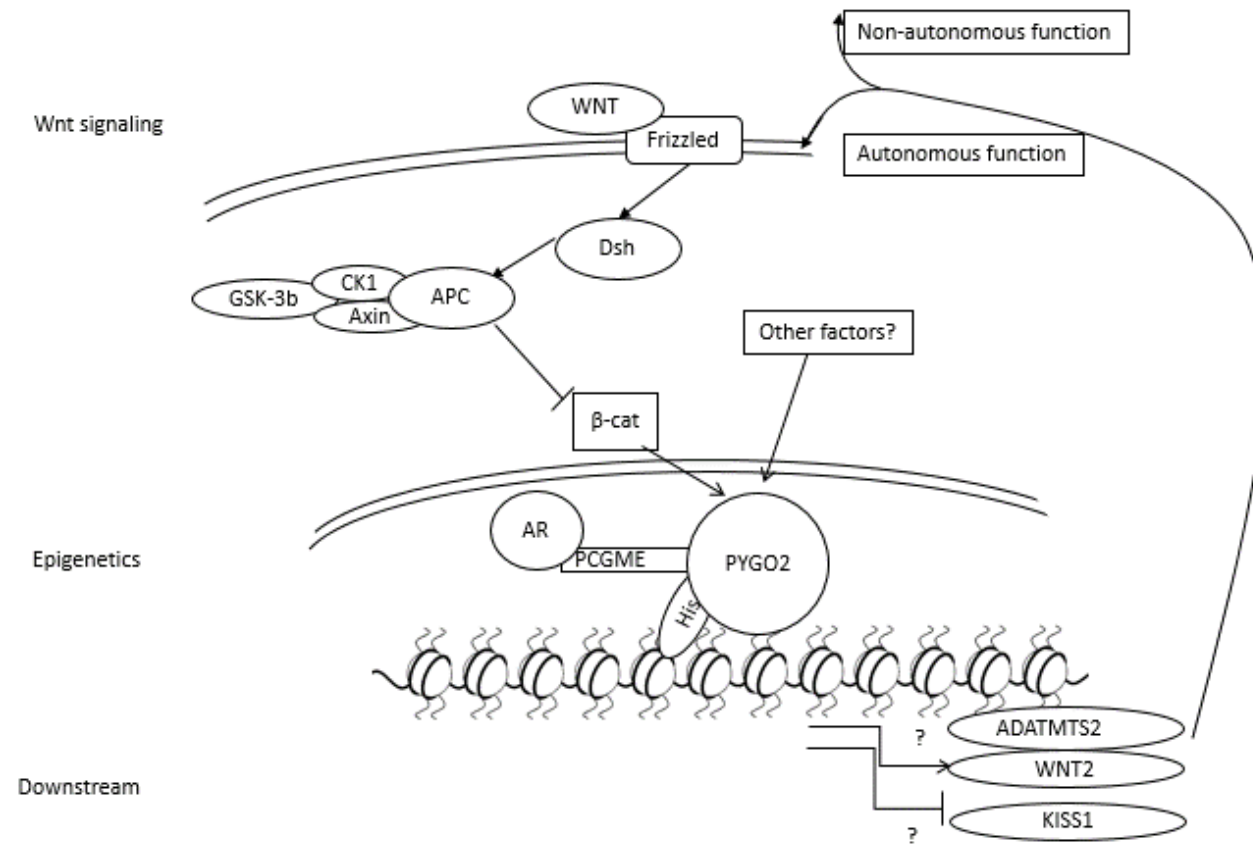 Non-autonomous function
Wnt signaling
WNT
Frizzled
Autonomous function
Dsh
GSK-3b
CK1
Axin
APC
Other factors?
β-cat
Epigenetics
AR
PCGME
PYGO2
His
Downstream
?
ADATMTS2
WNT2
KISS1
?